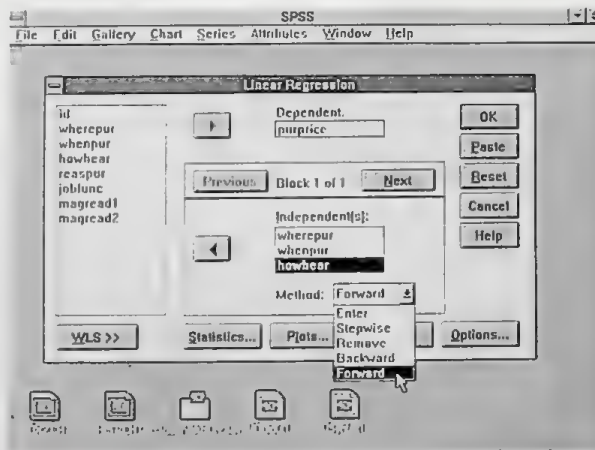 SPSS
File Edit Gallery Chart Series Attributes Window Help
Linear Regression
id
wherepur
whenpur
howhear
reaspur
jobfunc
magread1
magread2
Dependent:
purprice
Previous Block 1 of 1 Next
Independent(s):
wherepur
whenpur
howhear
Method: Forward
Enter
Stepwise
Remove
Backward
Forward
OK
Paste
Reset
Cancel
Help
WLS >> Statistics... Plots... Options...